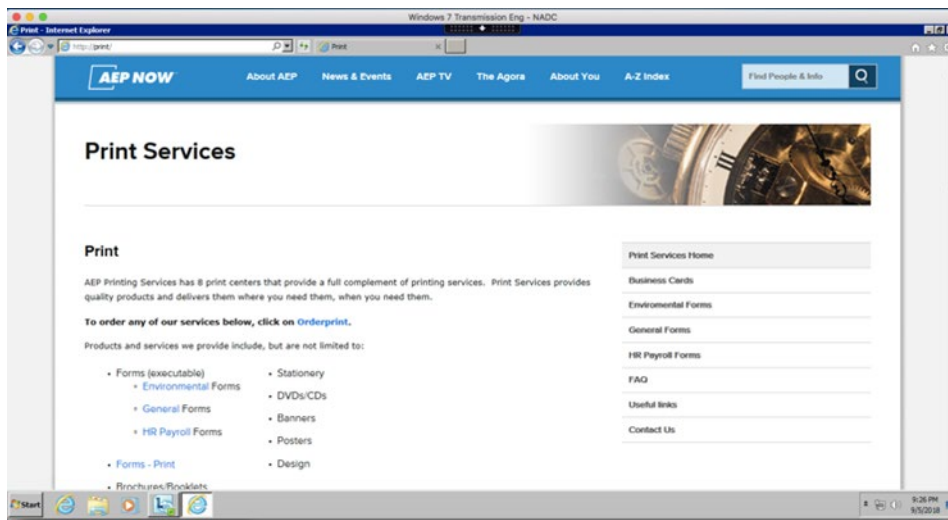 Windows 7 Transmission Eng - NADC
Print - Internet Explorer
http://print/
Print
AEP NOW
About AEP News & Events AEP TV The Agora About You A-Z Index
Find People & Info
Print Services
Print
AEP Printing Services has 8 print centers that provide a full complement of printing services. Print Services provides
quality products and delivers them where you need them, when you need them.
To order any of our services below, click on Orderprint.
Products and services we provide include, but are not limited to:
• Forms (executable)
Environmental Forms
General Forms
HR Payroll Forms
• Forms - Print
• Brochures/Booklets
• Stationery
• DVDs/CDs
• Banners
• Posters
• Design
Print Services Home
Business Cards
Enviromental Forms
General Forms
HR Payroll Forms
FAQ
Useful links
Contact Us
Start
9:26 PM
9/5/2018